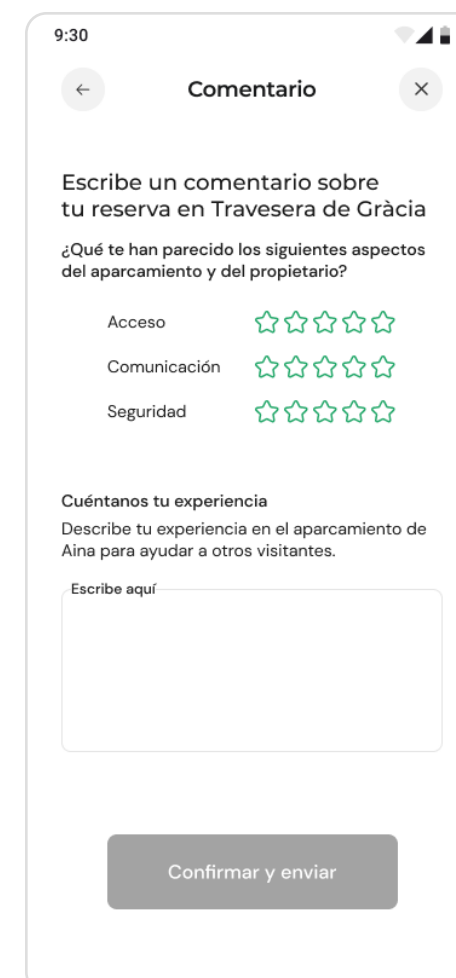 9:30
Comentario
Escribe un comentario sobre
tu reserva en Travesera de Gràcia
¿Qué te han parecido los siguientes aspectos
del aparcamiento y del propietario?
Acceso
Comunicación
Seguridad
Cuéntanos tu experiencia
Describe tu experiencia en el aparcamiento de
Aina para ayudar a otros visitantes.
Escribe aquí
Confirmar y enviar